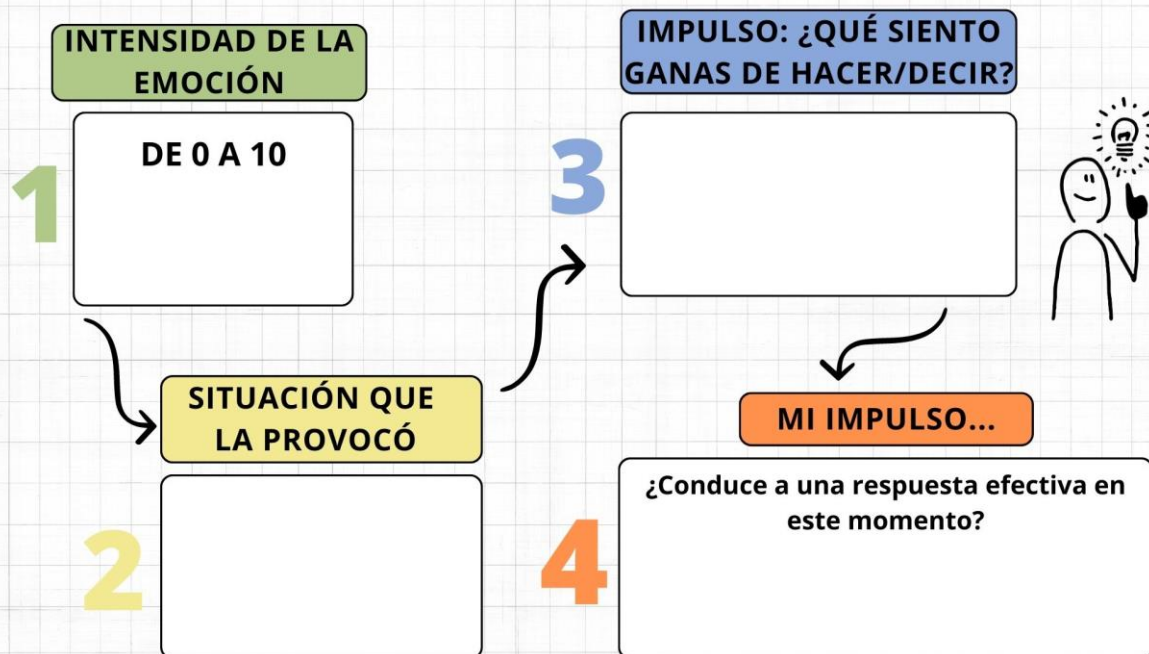 INTENSIDAD DE LA
EMOCIÓN
1
DE 0 A 10
SITUACIÓN QUE
LA PROVOCÓ
2
IMPULSO: ¿QUÉ SIENTO
GANAS DE HACER/DECIR?
3
MI IMPULSO...
4
¿Conduce a una respuesta efectiva en
este momento?